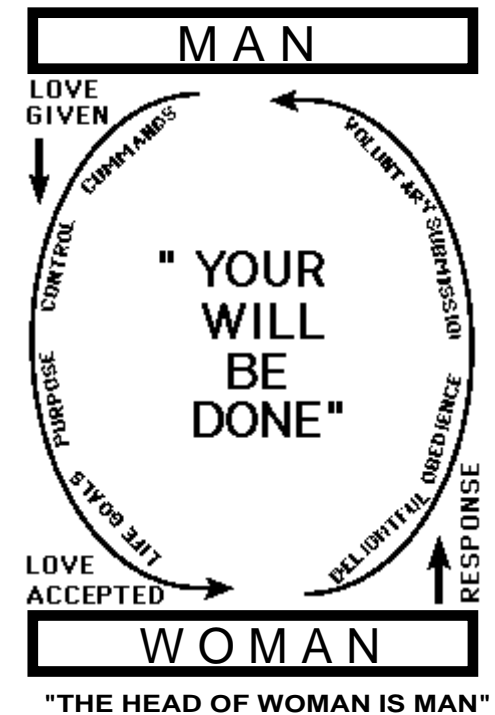 MAN
LOVE
GIVEN
COMMANDS
CONTROL
PURPOSE
LIFE GOALS
VOLUNTARY SUBMISSIO
DELIGHTFUL OBEDIENCE
" YOUR
WILL
BE
DONE"
RESPONSE
LOVE
ACCEPTED
WOMAN
"THE HEAD OF WOMAN IS MAN"